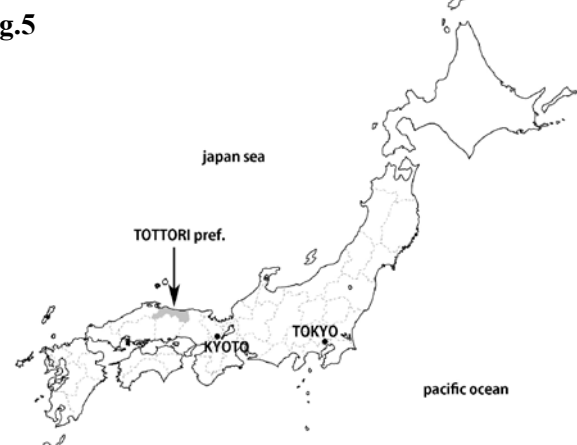 g.5
japan sea
TOTTORI pref.
TOKYO
KYOTO
pacific ocean